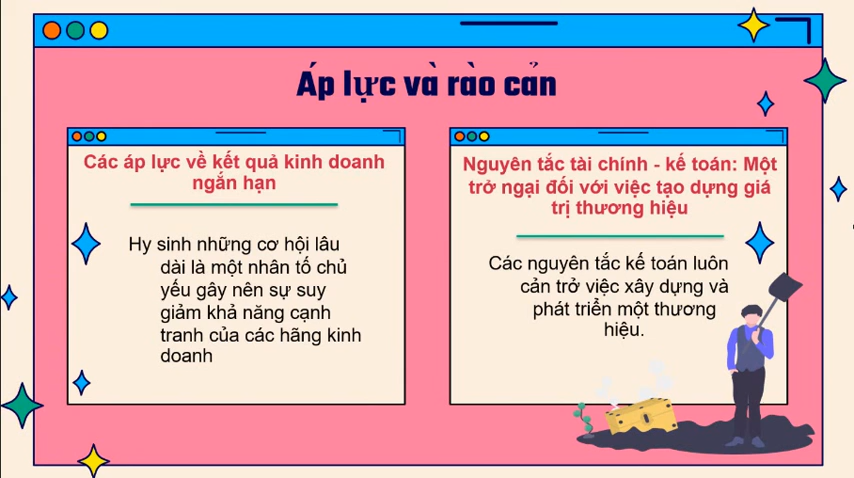 Áp lực và rào cản
Các áp lực về kết quả kinh doanh
ngắn hạn
Hy sinh những cơ hội lâu
dài là một nhân tố chủ
yếu gây nên sự suy
giảm khả năng cạnh
tranh của các hãng kinh
doanh
Nguyên tắc tài chính - kế toán: Một
trở ngại đối với việc tạo dựng giá
trị thương hiệu
Các nguyên tắc kế toán luôn
cản trở việc xây dựng và
phát triển một thương
hiệu.